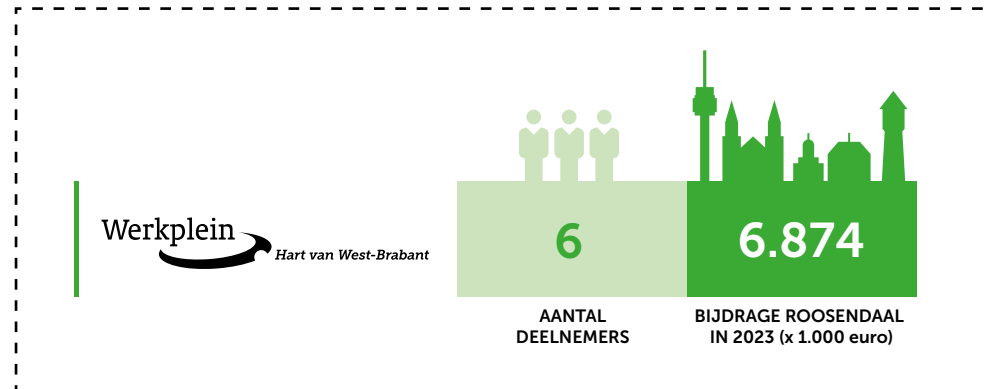 Werkplein
Hart van West-Brabant
6
6.874
AANTAL
DEELNEMERS
BIJDRAGE ROOSENDAAL
IN 2023 (x 1.000 euro)